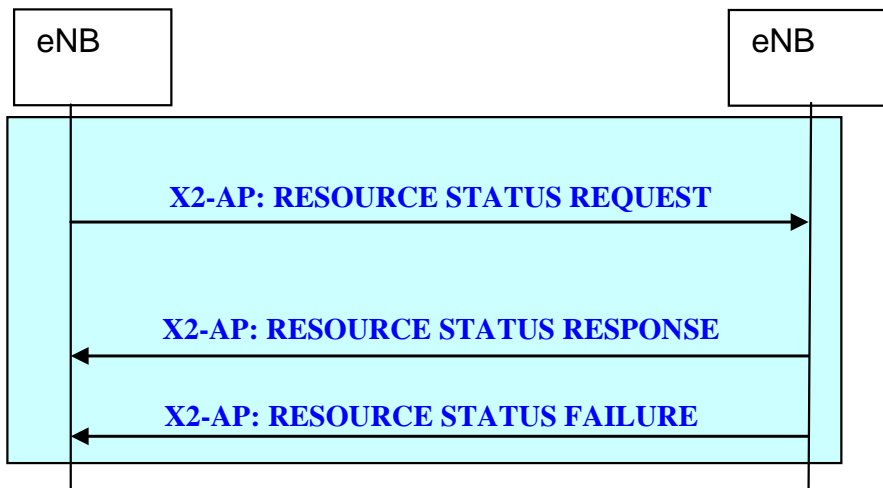 eNB
eNB
X2-AP: RESOURCE STATUS REQUEST
X2-AP: RESOURCE STATUS RESPONSE
X2-AP: RESOURCE STATUS FAILURE